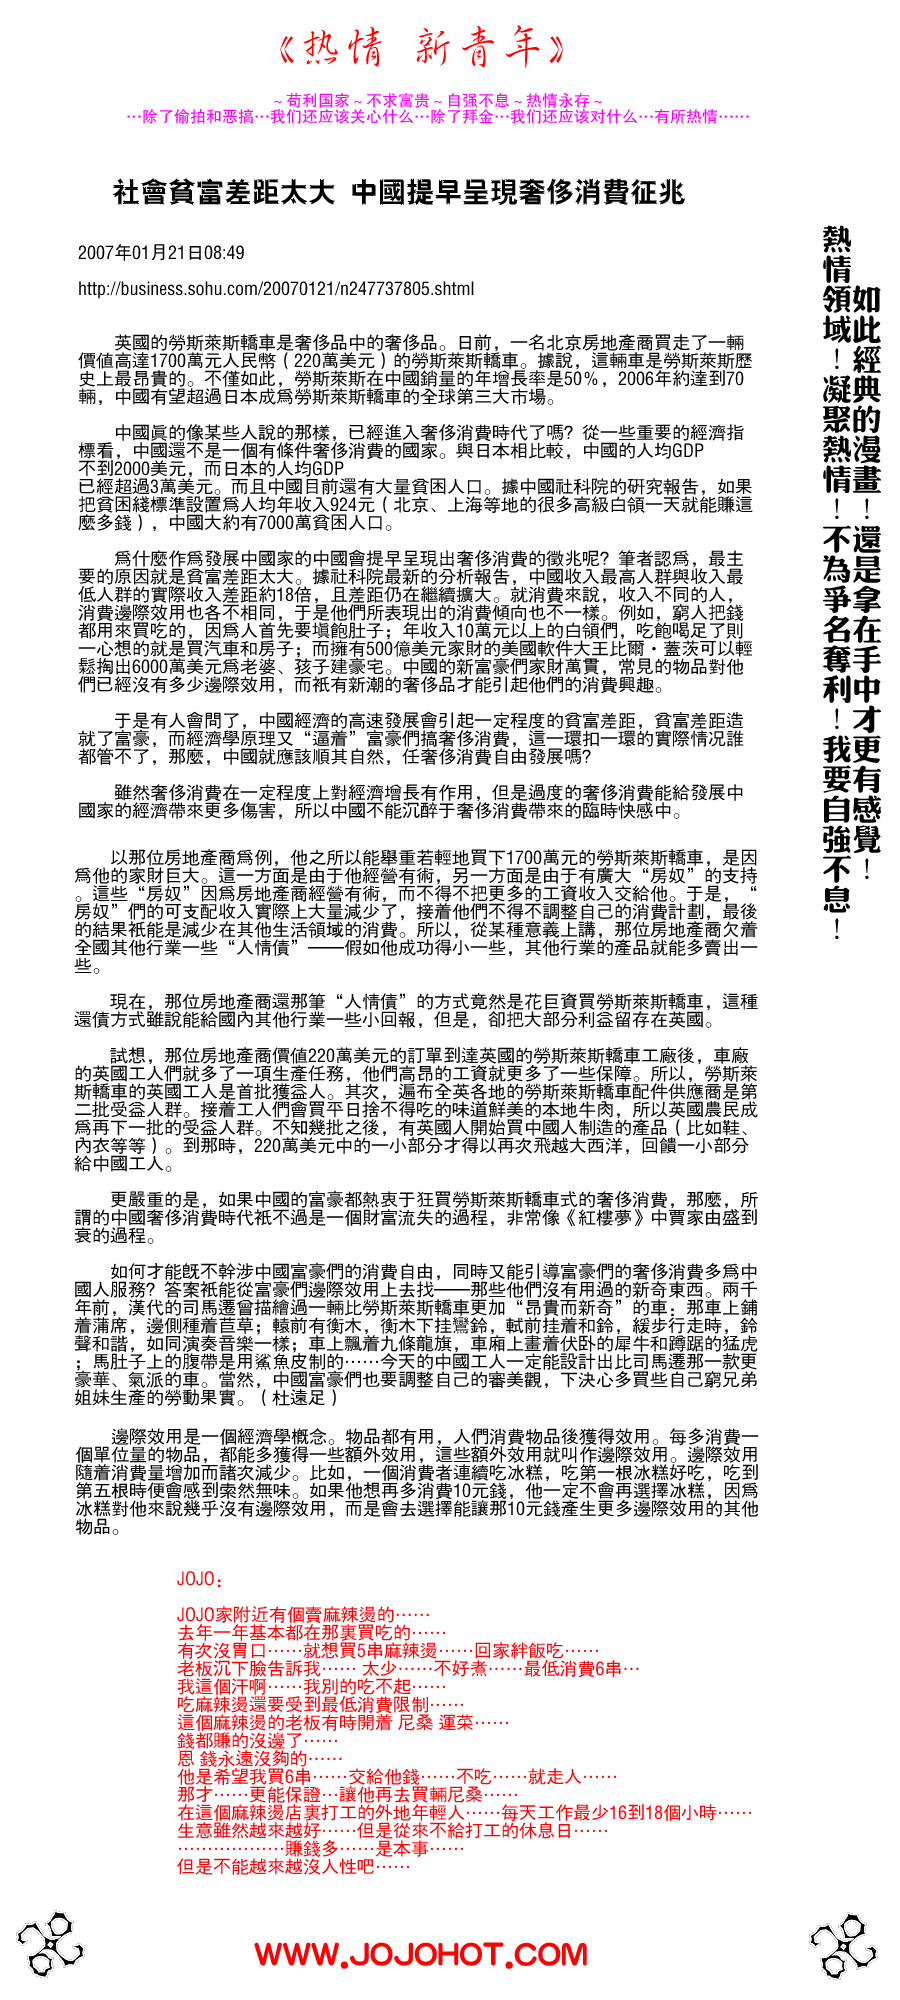 《热情 新青年》
～苟利国家～不求富贵～自强不息～热情永存～
…除了偷拍和恶搞…我们还应该关心什么…除了拜金…我们还应该对什么…有所热情……
社會貧富差距太大 中國提早呈現奢侈消費征兆
2007年01月21日08:49
http://business.sohu.com/20070121/n247737805.shtml
英國的勞斯萊斯轎車是奢侈品中的奢侈品。日前，一名北京房地產商買走了一輛
價值高達1700萬元人民幣（220萬美元）的勞斯萊斯轎車。據說，這輛車是勞斯萊斯歷
史上最昂貴的。不僅如此，勞斯萊斯在中國銷量的年增長率是50％，2006年約達到70
輛，中國有望超過日本成爲勞斯萊斯轎車的全球第三大市場。
中國眞的像某些人說的那樣，已經進入奢侈消費時代了嗎？從一些重要的經濟指
標看，中國還不是一個有條件奢侈消費的國家。與日本相比較，中國的人均GDP
不到2000美元，而日本的人均GDP
已經超過3萬美元。而且中國目前還有大量貧困人口。據中國社科院的研究報告，如果
把貧困綫標準設置爲人均年收入924元（北京、上海等地的很多高級白領一天就能賺這
麼多錢），中國大約有7000萬貧困人口。
爲什麼作爲發展中國家的中國會提早呈現出奢侈消費的徵兆呢？筆者認爲，最主
要的原因就是貧富差距太大。據社科院最新的分析報告，中國收入最高人群與收入最
低人群的實際收入差距約18倍，且差距仍在繼續擴大。就消費來說，收入不同的人，
消費邊際效用也各不相同，于是他們所表現出的消費傾向也不一樣。例如，窮人把錢
都用來買吃的，因爲人首先要塡飽肚子；年收入10萬元以上的白領們，吃飽喝足了則
一心想的就是買汽車和房子；而擁有500億美元家財的美國軟件大王比爾·蓋茨可以輕
鬆掏出6000萬美元爲老婆、孩子建豪宅。中國的新富豪們家財萬貫，常見的物品對他
們已經沒有多少邊際效用，而衹有新潮的奢侈品才能引起他們的消費興趣。
于是有人會問了，中國經濟的高速發展會引起一定程度的貧富差距，貧富差距造
就了富豪，而經濟學原理又“逼着”富豪們搞奢侈消費，這一環扣一環的實際情况誰
都管不了，那麼，中國就應該順其自然，任奢侈消費自由發展嗎？
雖然奢侈消費在一定程度上對經濟增長有作用，但是過度的奢侈消費能給發展中
國家的經濟帶來更多傷害，所以中國不能沉醉于奢侈消費帶來的臨時快感中。
以那位房地產商爲例，他之所以能舉重若輕地買下1700萬元的勞斯萊斯轎車，是因
爲他的家財巨大。這一方面是由于他經營有術，另一方面是由于有廣大“房奴”的支持
。這些“房奴”因爲房地產商經營有術，而不得不把更多的工資收入交給他。于是，“
房奴”們的可支配收入實際上大量減少了，接着他們不得不調整自己的消費計劃，最後
的結果衹能是減少在其他生活領域的消費。所以，從某種意義上講，那位房地產商欠着
全國其他行業一些“人情債”——假如他成功得小一些，其他行業的產品就能多賣出一
些。
現在，那位房地產商還那筆“人情債”的方式竟然是花巨資買勞斯萊斯轎車，這種
還債方式雖說能給國內其他行業一些小回報，但是，卻把大部分利益留存在英國。
試想，那位房地產商價值220萬美元的訂單到達英國的勞斯萊斯轎車工廠後，車廠
的英國工人們就多了一項生產任務，他們高昂的工資就更多了一些保障。所以，勞斯萊
斯轎車的英國工人是首批獲益人。其次，遍布全英各地的勞斯萊斯轎車配件供應商是第
二批受益人群。接着工人們會買平日捨不得吃的味道鮮美的本地牛肉，所以英國農民成
爲再下一批的受益人群。不知幾批之後，有英國人開始買中國人制造的產品（比如鞋、
內衣等等）。到那時，220萬美元中的一小部分才得以再次飛越大西洋，回饋一小部分
給中國工人。
更嚴重的是，如果中國的富豪都熱衷于狂買勞斯萊斯轎車式的奢侈消費，那麼，所
謂的中國奢侈消費時代衹不過是一個財富流失的過程，非常像《紅樓夢》中賈家由盛到
衰的過程。
如何才能旣不幹涉中國富豪們的消費自由，同時又能引導富豪們的奢侈消費多爲中
國人服務？答案衹能從富豪們邊際效用上去找——那些他們沒有用過的新奇東西。兩千
年前，漢代的司馬遷曾描繪過一輛比勞斯萊斯轎車更加“昂貴而新奇”的車：那車上鋪
着蒲席，邊側種着茝草；轅前有衡木，衡木下挂鸞鈴，軾前挂着和鈴，緩步行走時，鈴
聲和諧，如同演奏音樂一樣；車上飄着九條龍旗，車廂上畫着伏卧的犀牛和蹲踞的猛虎
；馬肚子上的腹帶是用鯊魚皮制的……今天的中國工人一定能設計出比司馬遷那一款更
豪華、氣派的車。當然，中國富豪們也要調整自己的審美觀，下決心多買些自己窮兄弟
姐妹生產的勞動果實。（杜遠足）
邊際效用是一個經濟學槪念。物品都有用，人們消費物品後獲得效用。每多消費一
個單位量的物品，都能多獲得一些額外效用，這些額外效用就叫作邊際效用。邊際效用
隨着消費量增加而諸次減少。比如，一個消費者連續吃冰糕，吃第一根冰糕好吃，吃到
第五根時便會感到索然無味。如果他想再多消費10元錢，他一定不會再選擇冰糕，因爲
冰糕對他來說幾乎沒有邊際效用，而是會去選擇能讓那10元錢產生更多邊際效用的其他
物品。
如此經典的漫畫！還是拿在手中才更有感覺！
熱情領域！凝聚熱情！不為爭名奪利！我要自強不息！
JOJO：
JOJO家附近有個賣麻辣燙的……
去年一年基本都在那裏買吃的……
有次沒胃口……就想買5串麻辣燙……回家絆飯吃……
老板沉下臉告訴我…… 太少……不好煮……最低消費6串…
我這個汗啊……我別的吃不起……
吃麻辣燙還要受到最低消費限制……
這個麻辣燙的老板有時開着 尼桑 運菜……
錢都賺的沒邊了……
恩 錢永遠沒夠的……
他是希望我買6串……交給他錢……不吃……就走人……
那才……更能保證…讓他再去買輛尼桑……
在這個麻辣燙店裏打工的外地年輕人……每天工作最少16到18個小時……
生意雖然越來越好……但是從來不給打工的休息日……
………………賺錢多……是本事……
但是不能越來越沒人性吧……
WWW.JOJOHOT.COM